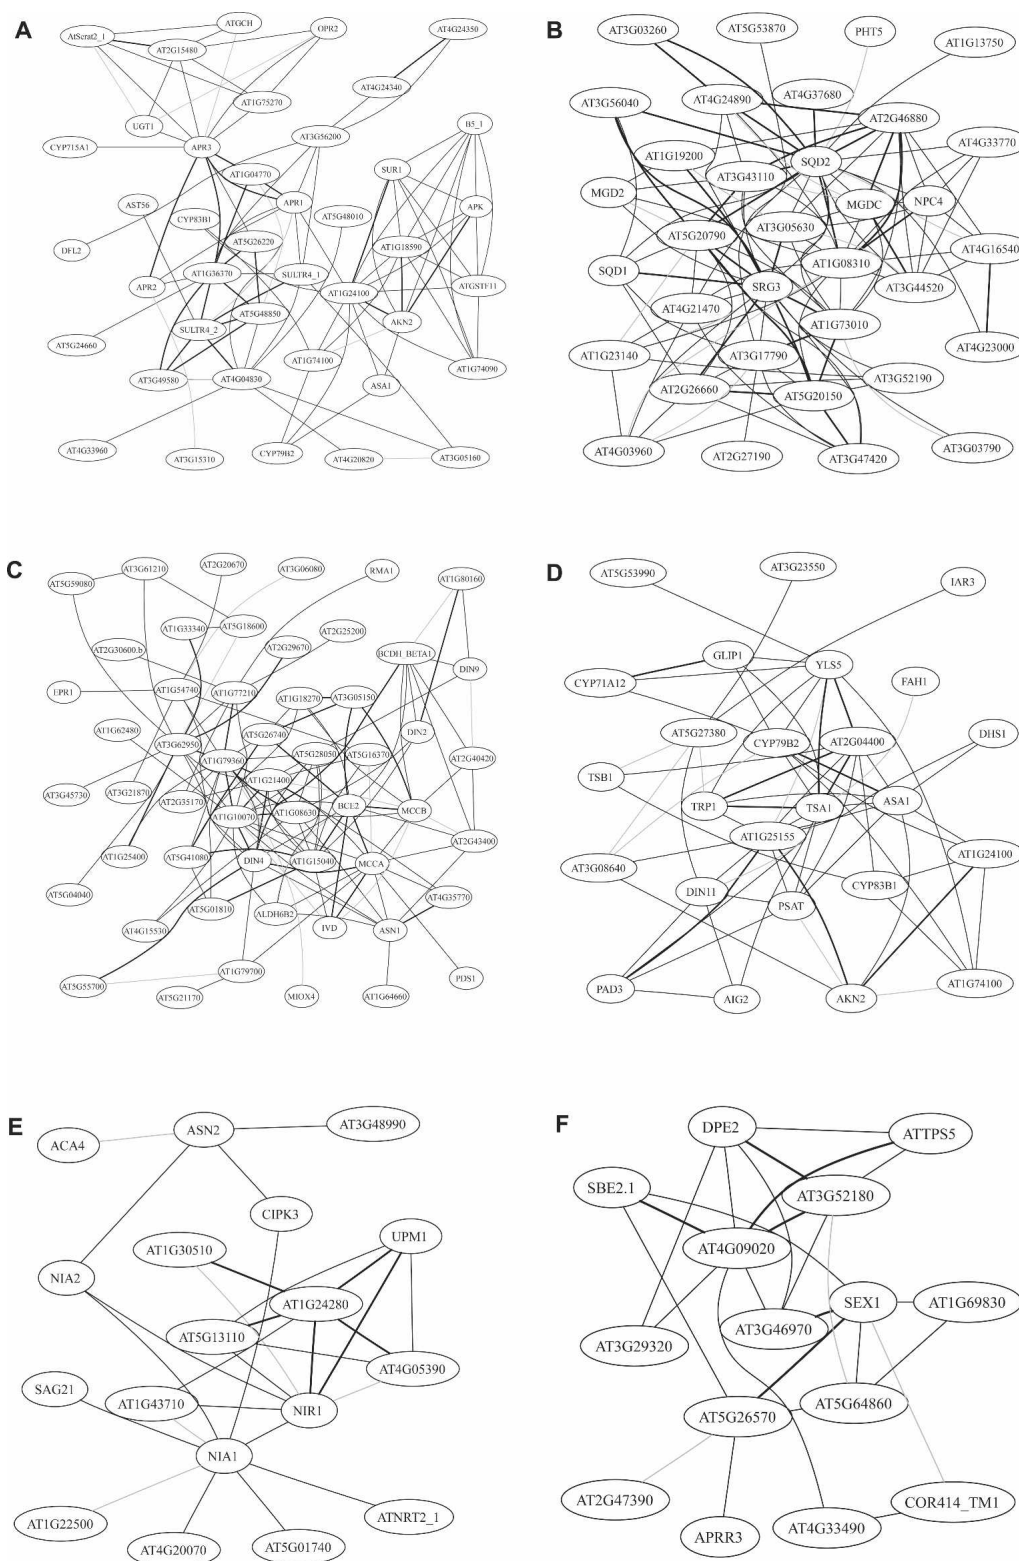 A
AtSerat2_1
ATGCH
OPR2
AT4G24350
AT2G15480
AT4G24340
AT1G75270
UGT1
AT3G56200
B5_1
CYP715A1
APR3
SUR1
AT1G04770
AST56
APR1
AT5G48010
APK
CYP83B1
DFL2
AT5G26220
AT1G18590
AT1G36370
SULTR4_1
APR2
AT1G24100
ATGSTF11
AT5G48850
AKN2
SULTR4_2
AT5G24660
AT1G74100
AT1G74090
AT3G49580
AT4G04830
ASA1
AT4G33960
AT3G15310
CYP79B2
AT4G20820
AT3G05160
B
AT3G03260
AT5G53870
PHT5
AT1G13750
AT3G56040
AT4G24890
AT4G37680
AT2G46880
AT4G33770
AT1G19200
SQD2
AT3G43110
MGD2
MGDC
NPC4
AT3G05630
AT5G20790
AT4G16540
SQD1
AT1G08310
SRG3
AT3G44520
AT4G21470
AT1G73010
AT4G23000
AT1G23140
AT3G17790
AT3G52190
AT2G26660
AT5G20150
AT4G03960
AT2G27190
AT3G47420
AT3G03790
C
AT5G59080
AT3G61210
AT2G20670
AT3G06080
RMA1
AT1G80160
AT1G33340
AT5G18600
AT2G25200
AT2G30600.b
AT2G29670
BCDH_BETA1
DIN9
EPR1
AT1G54740
AT1G77210
AT1G18270
AT3G05150
AT1G62480
AT3G62950
AT5G26740
DIN2
AT1G79360
AT5G28050
AT5G16370
AT2G40420
AT3G45730
AT3G21870
AT2G35170
AT1G21400
AT1G10070
AT1G08630
BCE2
MCCB
AT1G25400
AT5G41080
DIN4
AT1G15040
MCCA
AT2G43400
AT5G04040
AT5G01810
ALDH6B2
AT4G35770
AT4G15530
IVD
ASN1
AT5G55700
AT1G79700
PDS1
AT5G21170
MIOX4
AT1G64660
D
AT5G53990
AT3G23550
IAR3
GLIP1
YLS5
CYP71A12
FAH1
AT5G27380
CYP79B2
AT2G04400
DHS1
TSB1
TRP1
TSA1
ASA1
AT1G25155
AT3G08640
AT1G24100
DIN11
CYP83B1
PSAT
PAD3
AIG2
AKN2
AT1G74100
E
ACA4
ASN2
AT3G48990
CIPK3
AT1G30510
UPM1
NIA2
AT1G24280
AT5G13110
AT4G05390
SAG21
AT1G43710
NIR1
NIA1
AT1G22500
ATNRT2_1
AT4G20070
AT5G01740
F
DPE2
ATTPS5
SBE2.1
AT3G52180
AT4G09020
SEX1
AT1G69830
AT3G29320
AT3G46970
AT5G26570
AT5G64860
AT2G47390
COR414_TM1
APRR3
AT4G33490